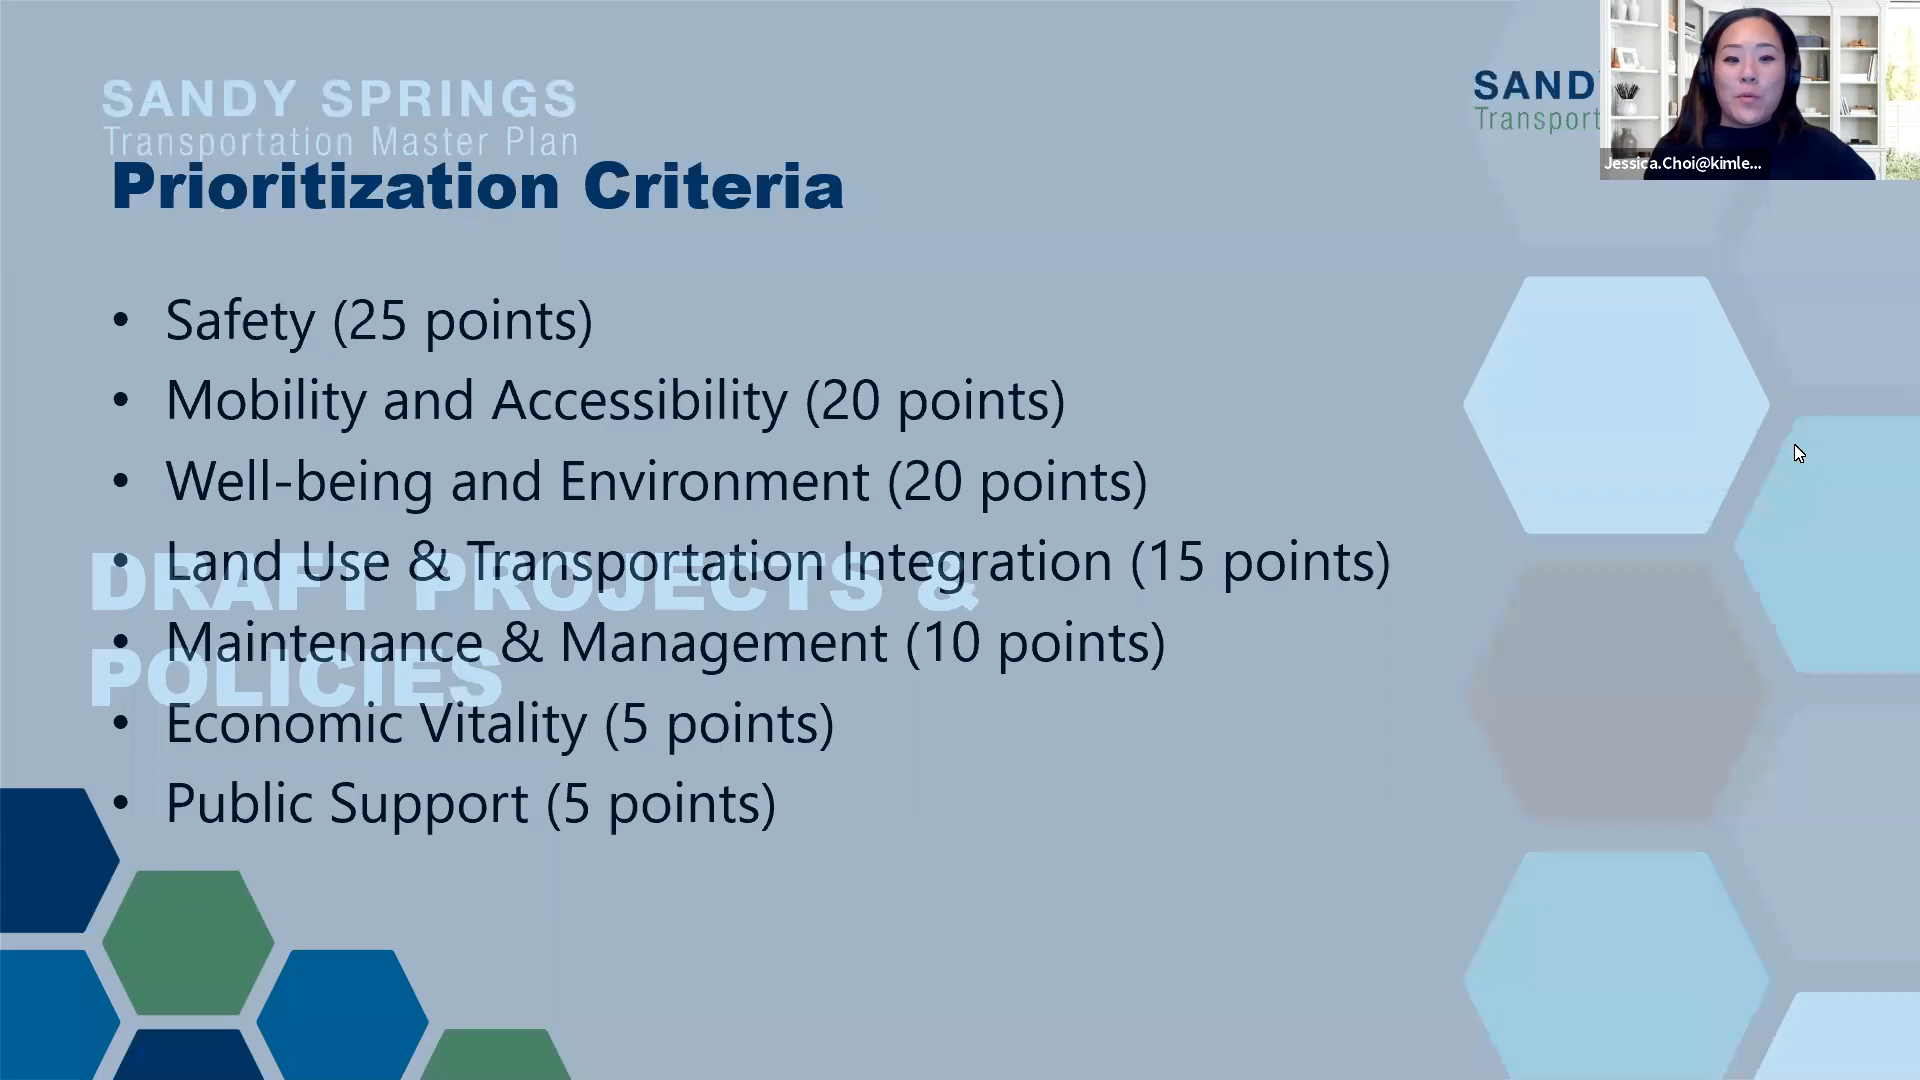 SANDY SPRINGS
Transportation Master Plan
SAND
Transport
Jessica.Choi@kimle...
Prioritization Criteria
• Safety (25 points)
• Mobility and Accessibility (20 points)
• Well-being and Environment (20 points)
• Land Use & Transportation Integration (15 points)
DRAFT PROJECTS &
• Maintenance & Management (10 points)
POLICIES
• Economic Vitality (5 points)
• Public Support (5 points)